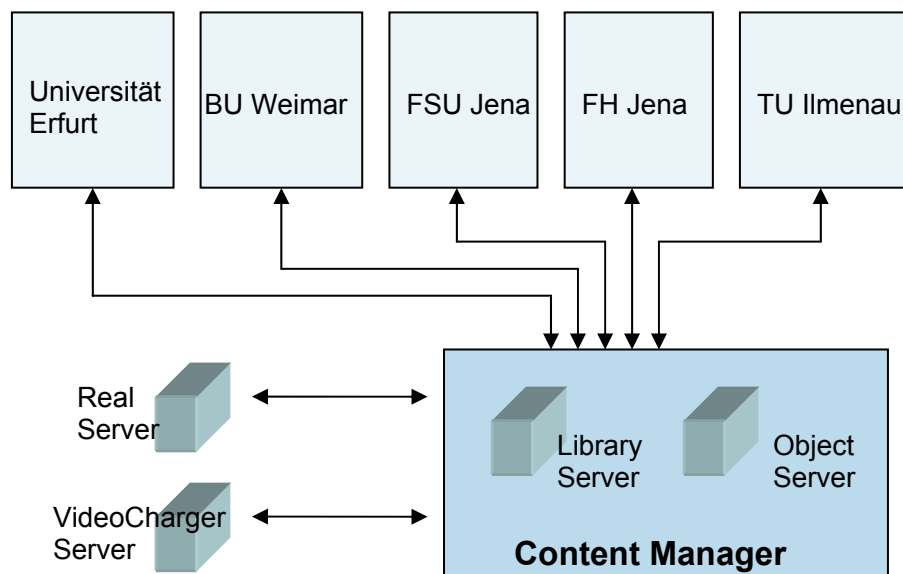 Universität
Erfurt
BU Weimar
FSU Jena
FH Jena
TU Ilmenau
Real
Server
Library
Server
Object
Server
VideoCharger
Server
Content Manager